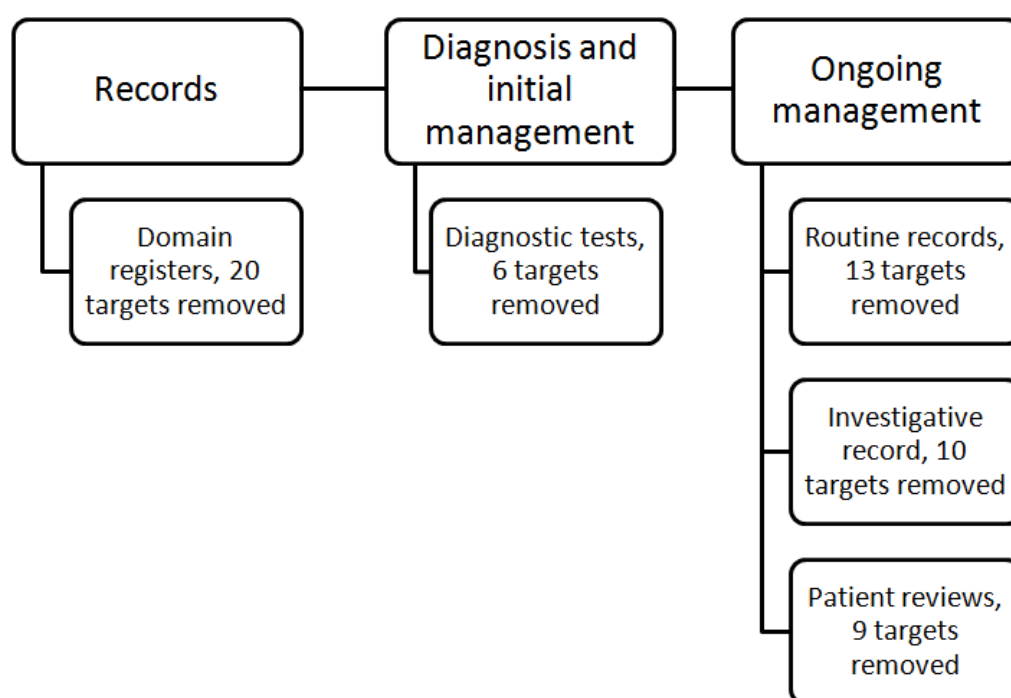 Records
Domain
registers, 20
targets removed
Diagnosis and
initial
management
Diagnostic tests,
6 targets
removed
Ongoing
management
Routine records,
13 targets
removed
Investigative
record, 10
targets removed
Patient reviews,
9 targets
removed